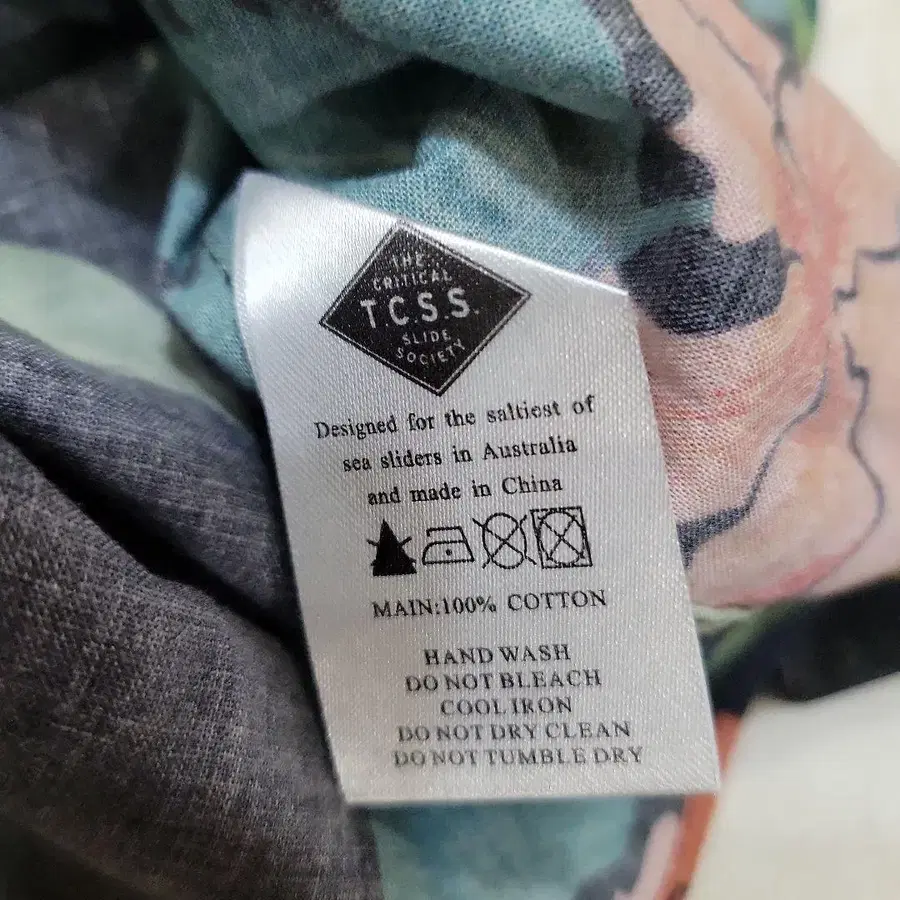 THE
CRITICAL
T.C.S.S.
SLIDE
SOCIETY
Designed for the saltiest of
sea sliders in Australia
and made in China
MAIN:100% COTTON
HAND WASH
DO NOT BLEACH
COOL IRON
DO NOT DRY CLEAN
DO NOT TUMBLE DRY